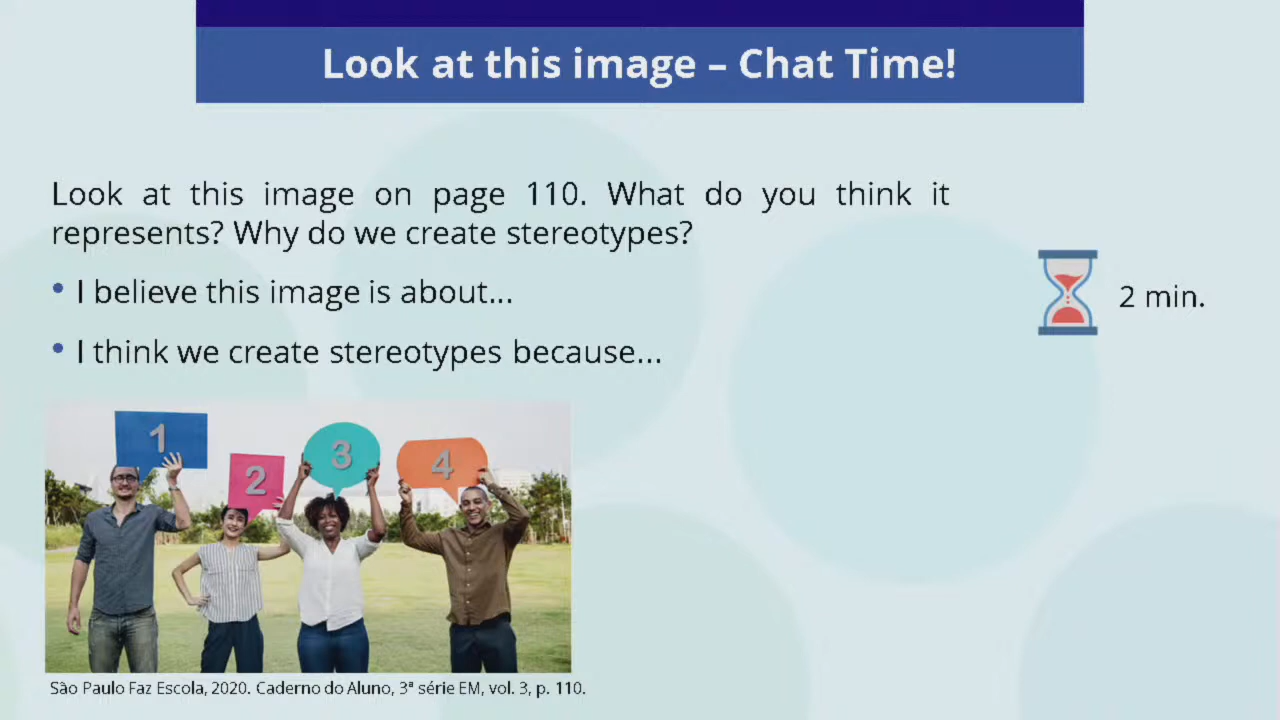 Look at this image – Chat Time!
Look at this image on page 110. What do you think it
represents? Why do we create stereotypes?
• I believe this image is about...
2 min.
• I think we create stereotypes because...
1
2
3
4
São Paulo Faz Escola, 2020. Caderno do Aluno, 3ª série EM, vol. 3, p. 110.